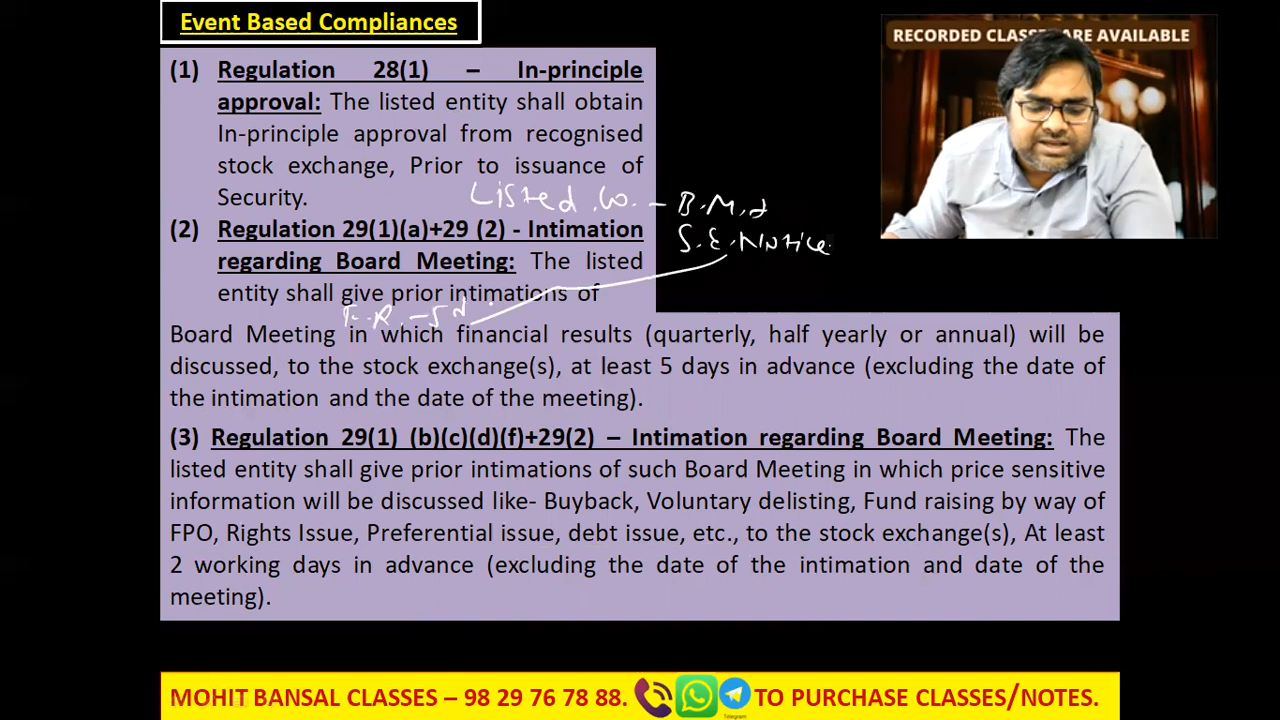 Event Based Compliances
RECORDED CLASSES ARE AVAILABLE
(1) Regulation 28(1) – In-principle
approval: The listed entity shall obtain
In-principle approval from recognised
stock exchange, Prior to issuance of
Security.
Listed Co. - B.M.
S.E. Notice
(2) Regulation 29(1)(a)+29 (2) - Intimation
regarding Board Meeting: The listed
entity shall give prior intimations of
F.R. - 5d
Board Meeting in which financial results (quarterly, half yearly or annual) will be
discussed, to the stock exchange(s), at least 5 days in advance (excluding the date of
the intimation and the date of the meeting).
(3) Regulation 29(1) (b)(c)(d)(f)+29(2) – Intimation regarding Board Meeting: The
listed entity shall give prior intimations of such Board Meeting in which price sensitive
information will be discussed like- Buyback, Voluntary delisting, Fund raising by way of
FPO, Rights Issue, Preferential issue, debt issue, etc., to the stock exchange(s), At least
2 working days in advance (excluding the date of the intimation and date of the
meeting).
MOHIT BANSAL CLASSES – 98 29 76 78 88. TO PURCHASE CLASSES/NOTES.
Telegram